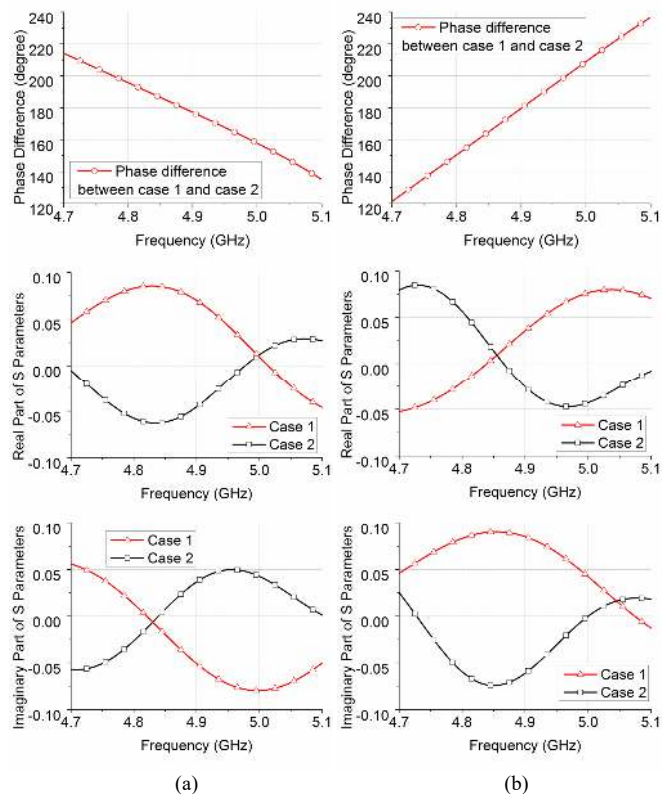 240
220
200
180
160
140
120
Phase Difference (degree)
Phase difference
between case 1 and case 2
4.7 4.8 4.9 5.0 5.1
Frequency (GHz)
240
220
200
180
160
140
120
Phase Difference (degree)
Phase difference
between case 1 and case 2
4.7 4.8 4.9 5.0 5.1
Frequency (GHz)
0.10
0.05
0.00
-0.05
-0.10
Real Part of S Parameters
Case 1
Case 2
4.7 4.8 4.9 5.0 5.1
Frequency (GHz)
0.10
0.05
0.00
-0.05
-0.10
Real Part of S Parameters
Case 1
Case 2
4.7 4.8 4.9 5.0 5.1
Frequency (GHz)
0.10
0.05
0.00
-0.05
-0.10
Imaginary Part of S Parameters
Case 1
Case 2
4.7 4.8 4.9 5.0 5.1
Frequency (GHz)
0.10
0.05
0.00
-0.05
-0.10
Imaginary Part of S Parameters
Case 1
Case 2
4.7 4.8 4.9 5.0 5.1
Frequency (GHz)
(a)
(b)